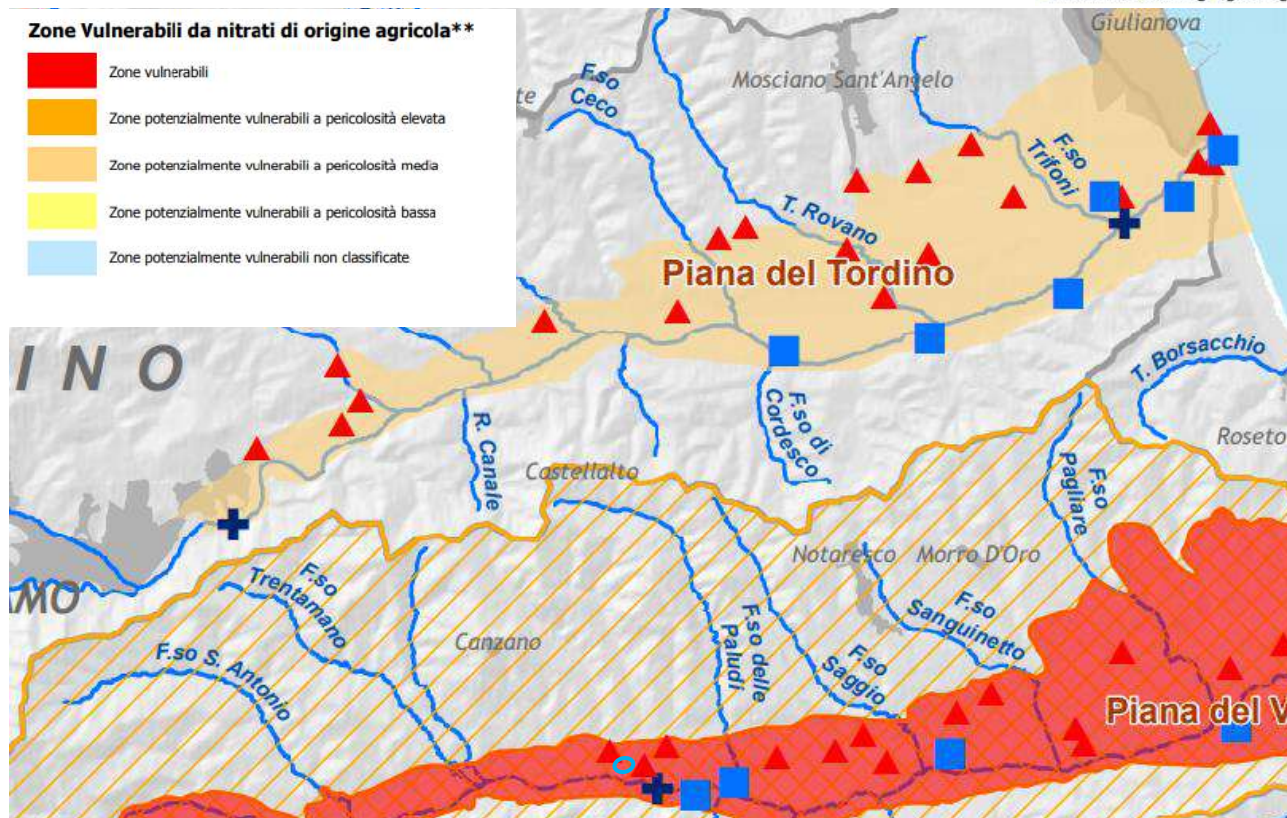 Zone Vulnerabili da nitrati di origine agricola**
Zone vulnerabili
Zone potenzialmente vulnerabili a pericolosità elevata
Zone potenzialmente vulnerabili a pericolosità media
Zone potenzialmente vulnerabili a pericolosità bassa
Zone potenzialmente vulnerabili non classificate
Giulianova
Mosciano Sant'Angelo
te
F.so
Ceco
F.so
Trifoni
T. Rovano
Piana del Tordino
INO
T. Borsacchio
R. Canale
F.so di
Cordesco
Roseto
Castellalto
F.so
Pagliare
Notaresco
Morro D'Oro
AMO
F.so
Trentamano
F.so
Sanguinetto
Canzano
F.so delle
Paludi
F.so
Saggio
F.so S. Antonio
Piana del V